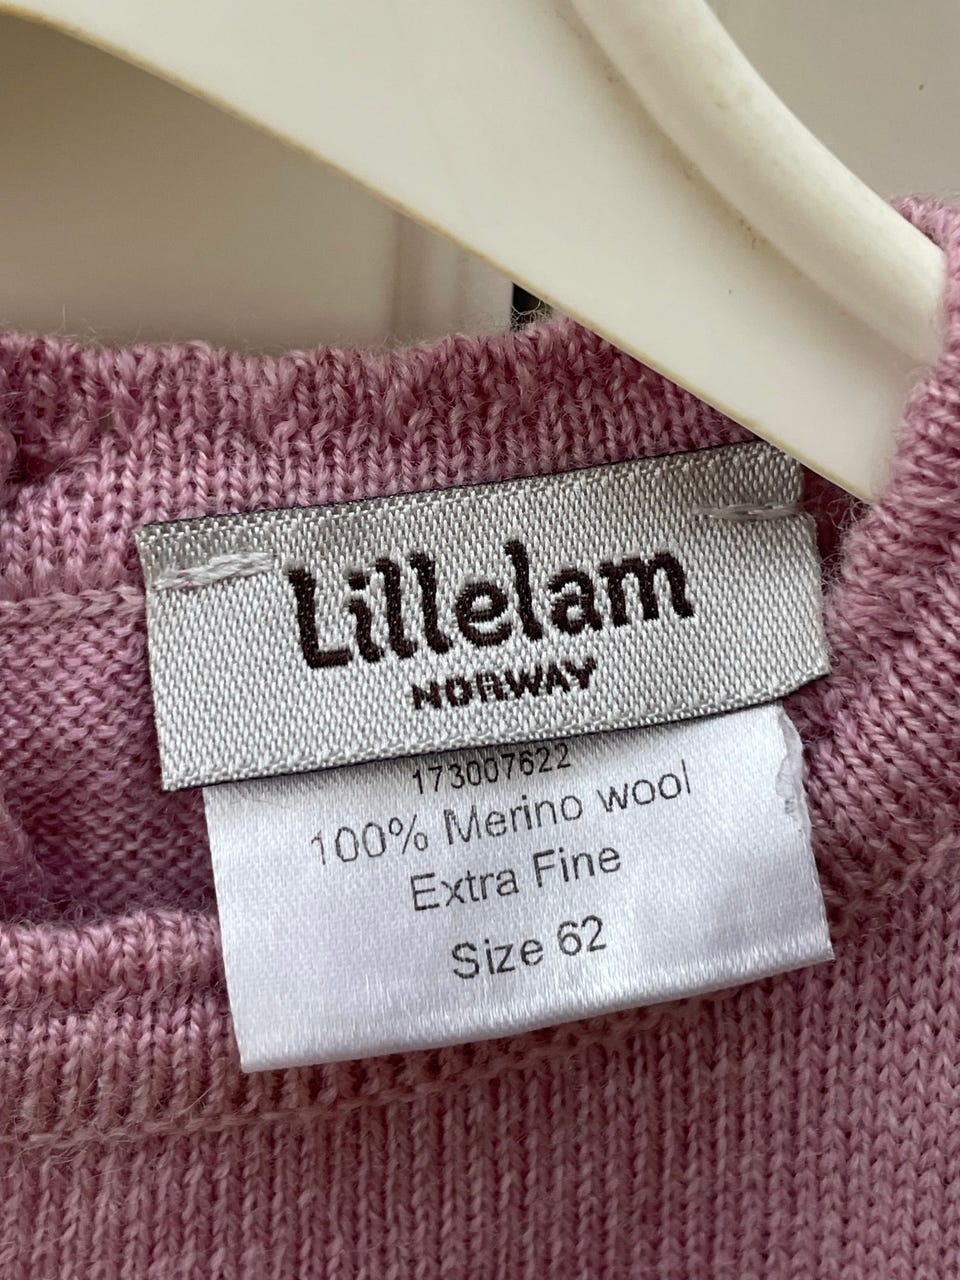 Lillelam
NORWAY
173007622
100% Merino wool
Extra Fine
Size 62